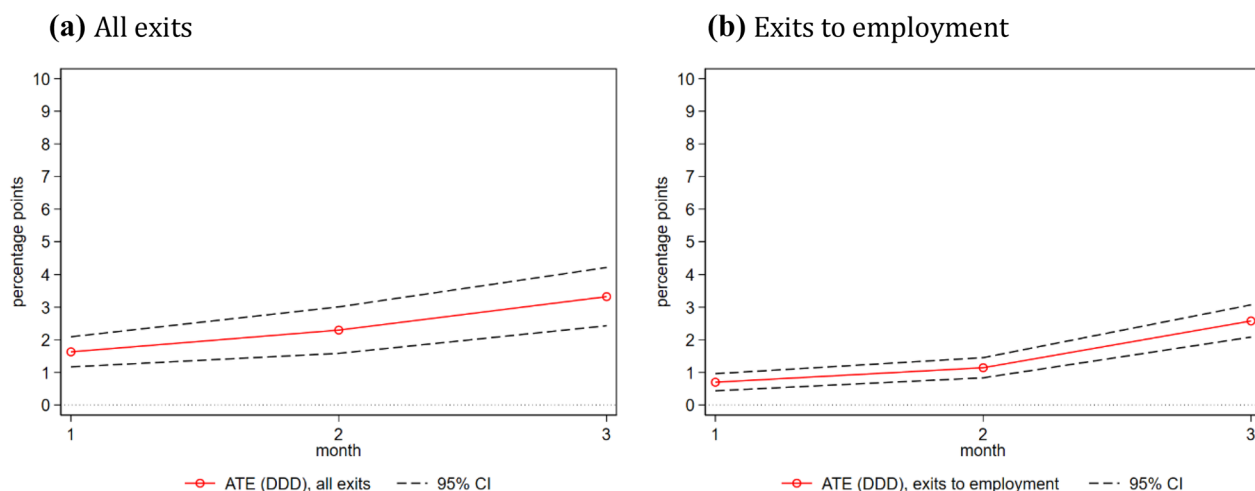 (a) All exits
10
9
8
7
6
5
4
3
2
1
0
percentage points
1 2 3
month
ATE (DDD), all exits 95% CI
(b) Exits to employment
10
9
8
7
6
5
4
3
2
1
0
percentage points
1 2 3
month
ATE (DDD), exits to employment 95% CI